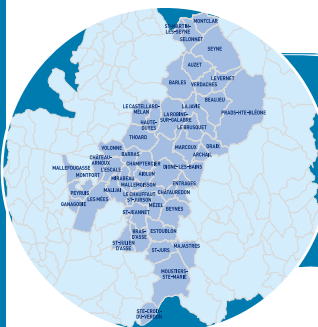 MONTCLAR
ST-MARTIN-
LES-SEYNE
SELONNET
SEYNE
AUZET
BARLES
LE VERNET
VERDACHES
BEAUJEU
LE CASTELLARD-
MÉLAN
LA JAVIE
PRADS-HTE-BLÉONE
LA ROBINE-
SUR-GALABRE
HAUTE-
DUYES
LE BRUSQUET
THOARD
DRAIX
MARCOUX
VOLONNE
ARCHAIL
BARRAS
CHÂTEAU-
ARNOUX
CHAMPTERCIER
DIGNE-LES-BAINS
MALLEFOUGASSE
L'ESCALE
MONTFORT
MIRABEAU
AIGLUN
MALLEMOISSON
ENTRAGES
PEYRUIS
MALIJAI
LE CHAFFAUT
ST-JURSON
CHÂTEAUREDON
LES MÉES
GANAGOBIE
MÉZEL
ST-JEANNET
BEYNES
BRAS-
D'ASSE
ESTOUBLON
ST-JULIEN
D'ASSE
ST-JURS
MAJASTRES
MOUSTIERS-
STE-MARIE
STE-CROIX-
DU-VERDON